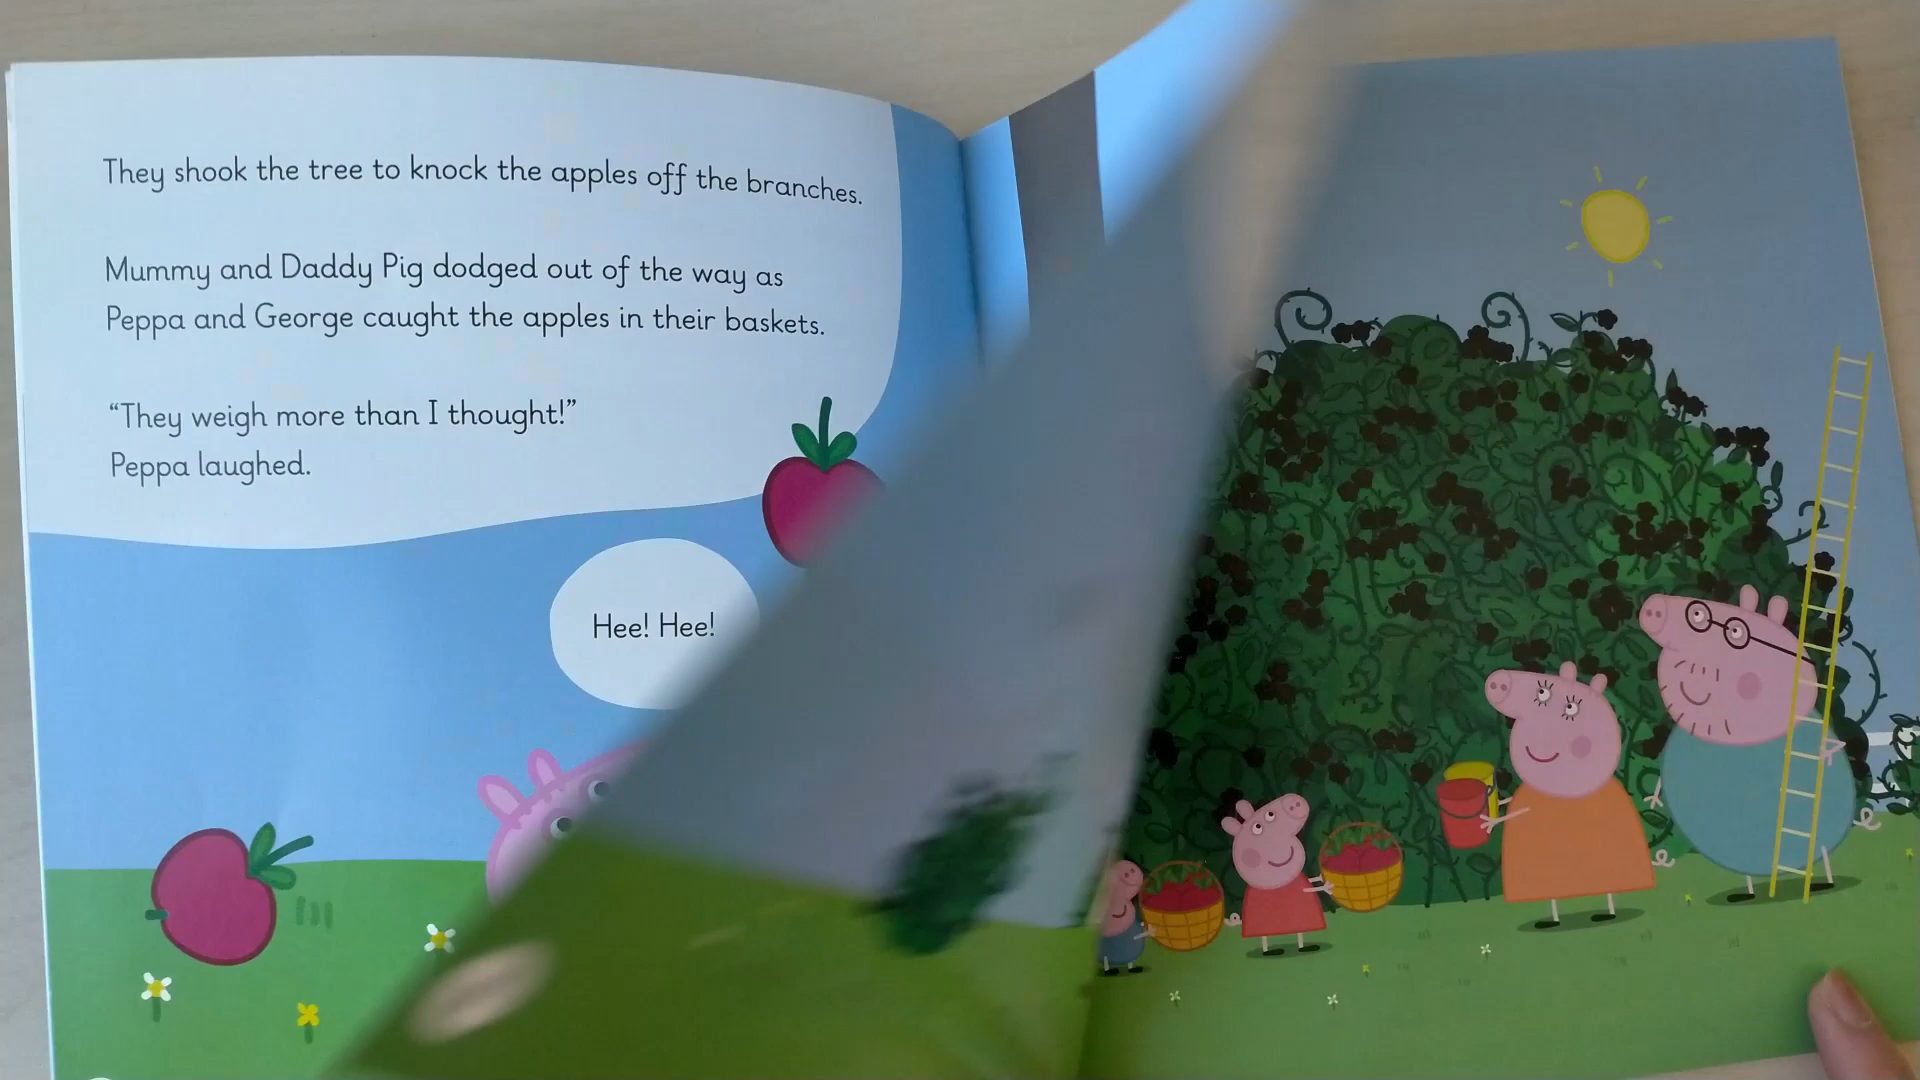 They shook the tree to knock the apples off the branches.
Mummy and Daddy Pig dodged out of the way as
Peppa and George caught the apples in their baskets.
“They weigh more than I thought!”
Peppa laughed.
Hee! Hee!